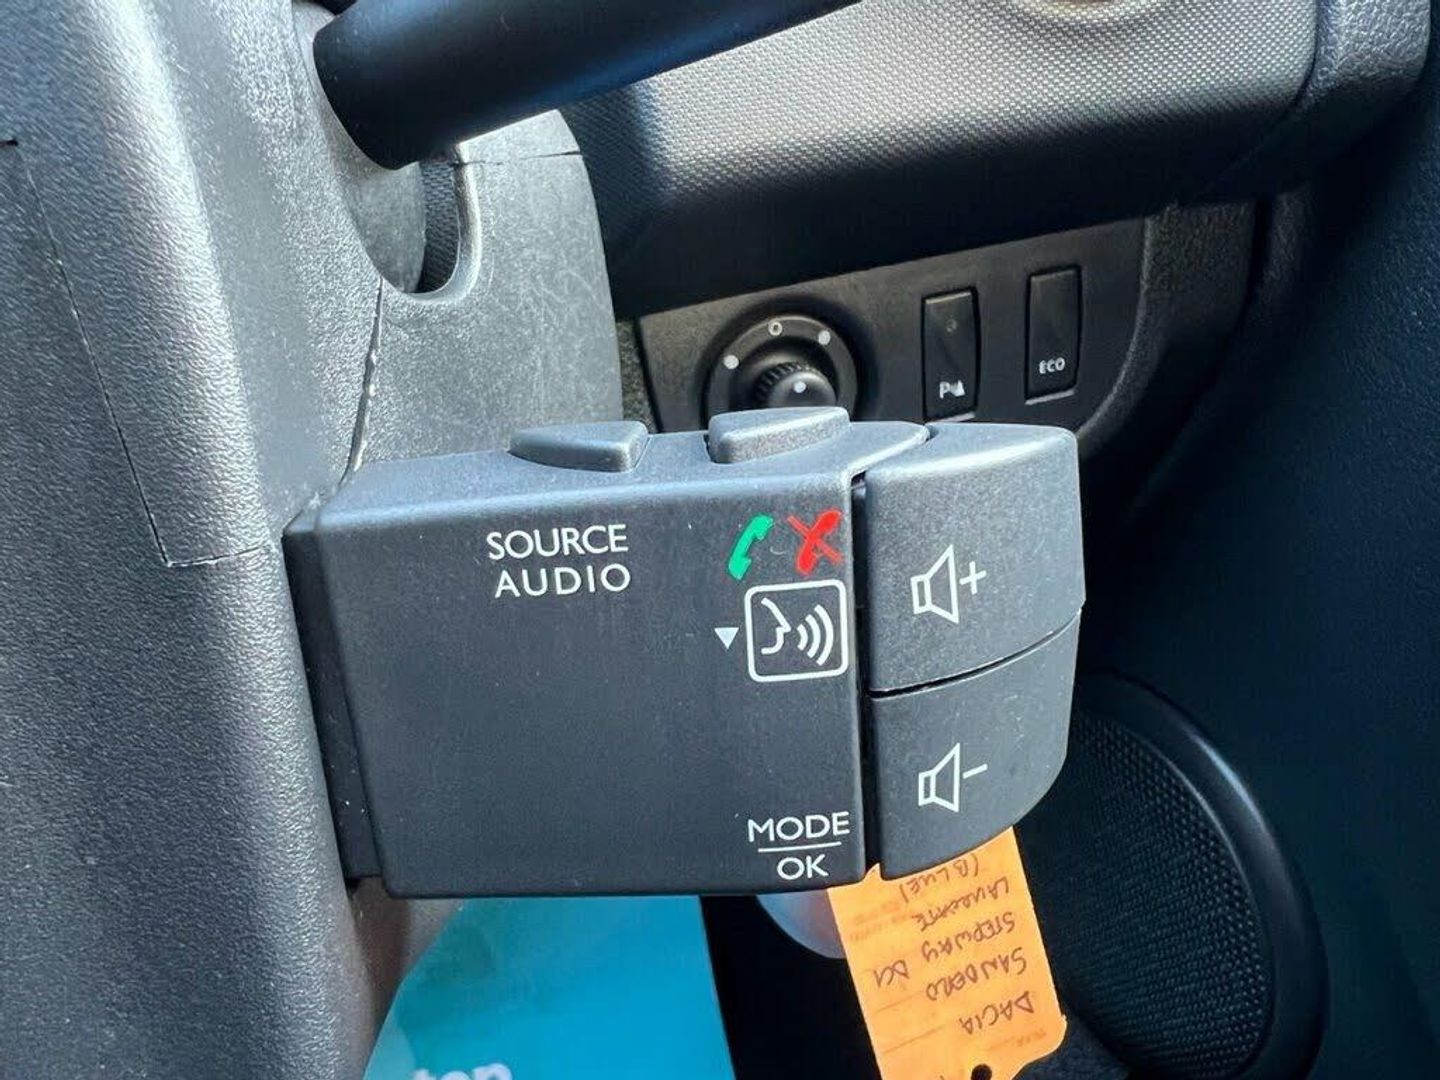 ECO
P
SOURCE
AUDIO
+
-
MODE
OK
DACIA
SANDERO
STEPWAY DCI
LAUREATE
(BLUE)